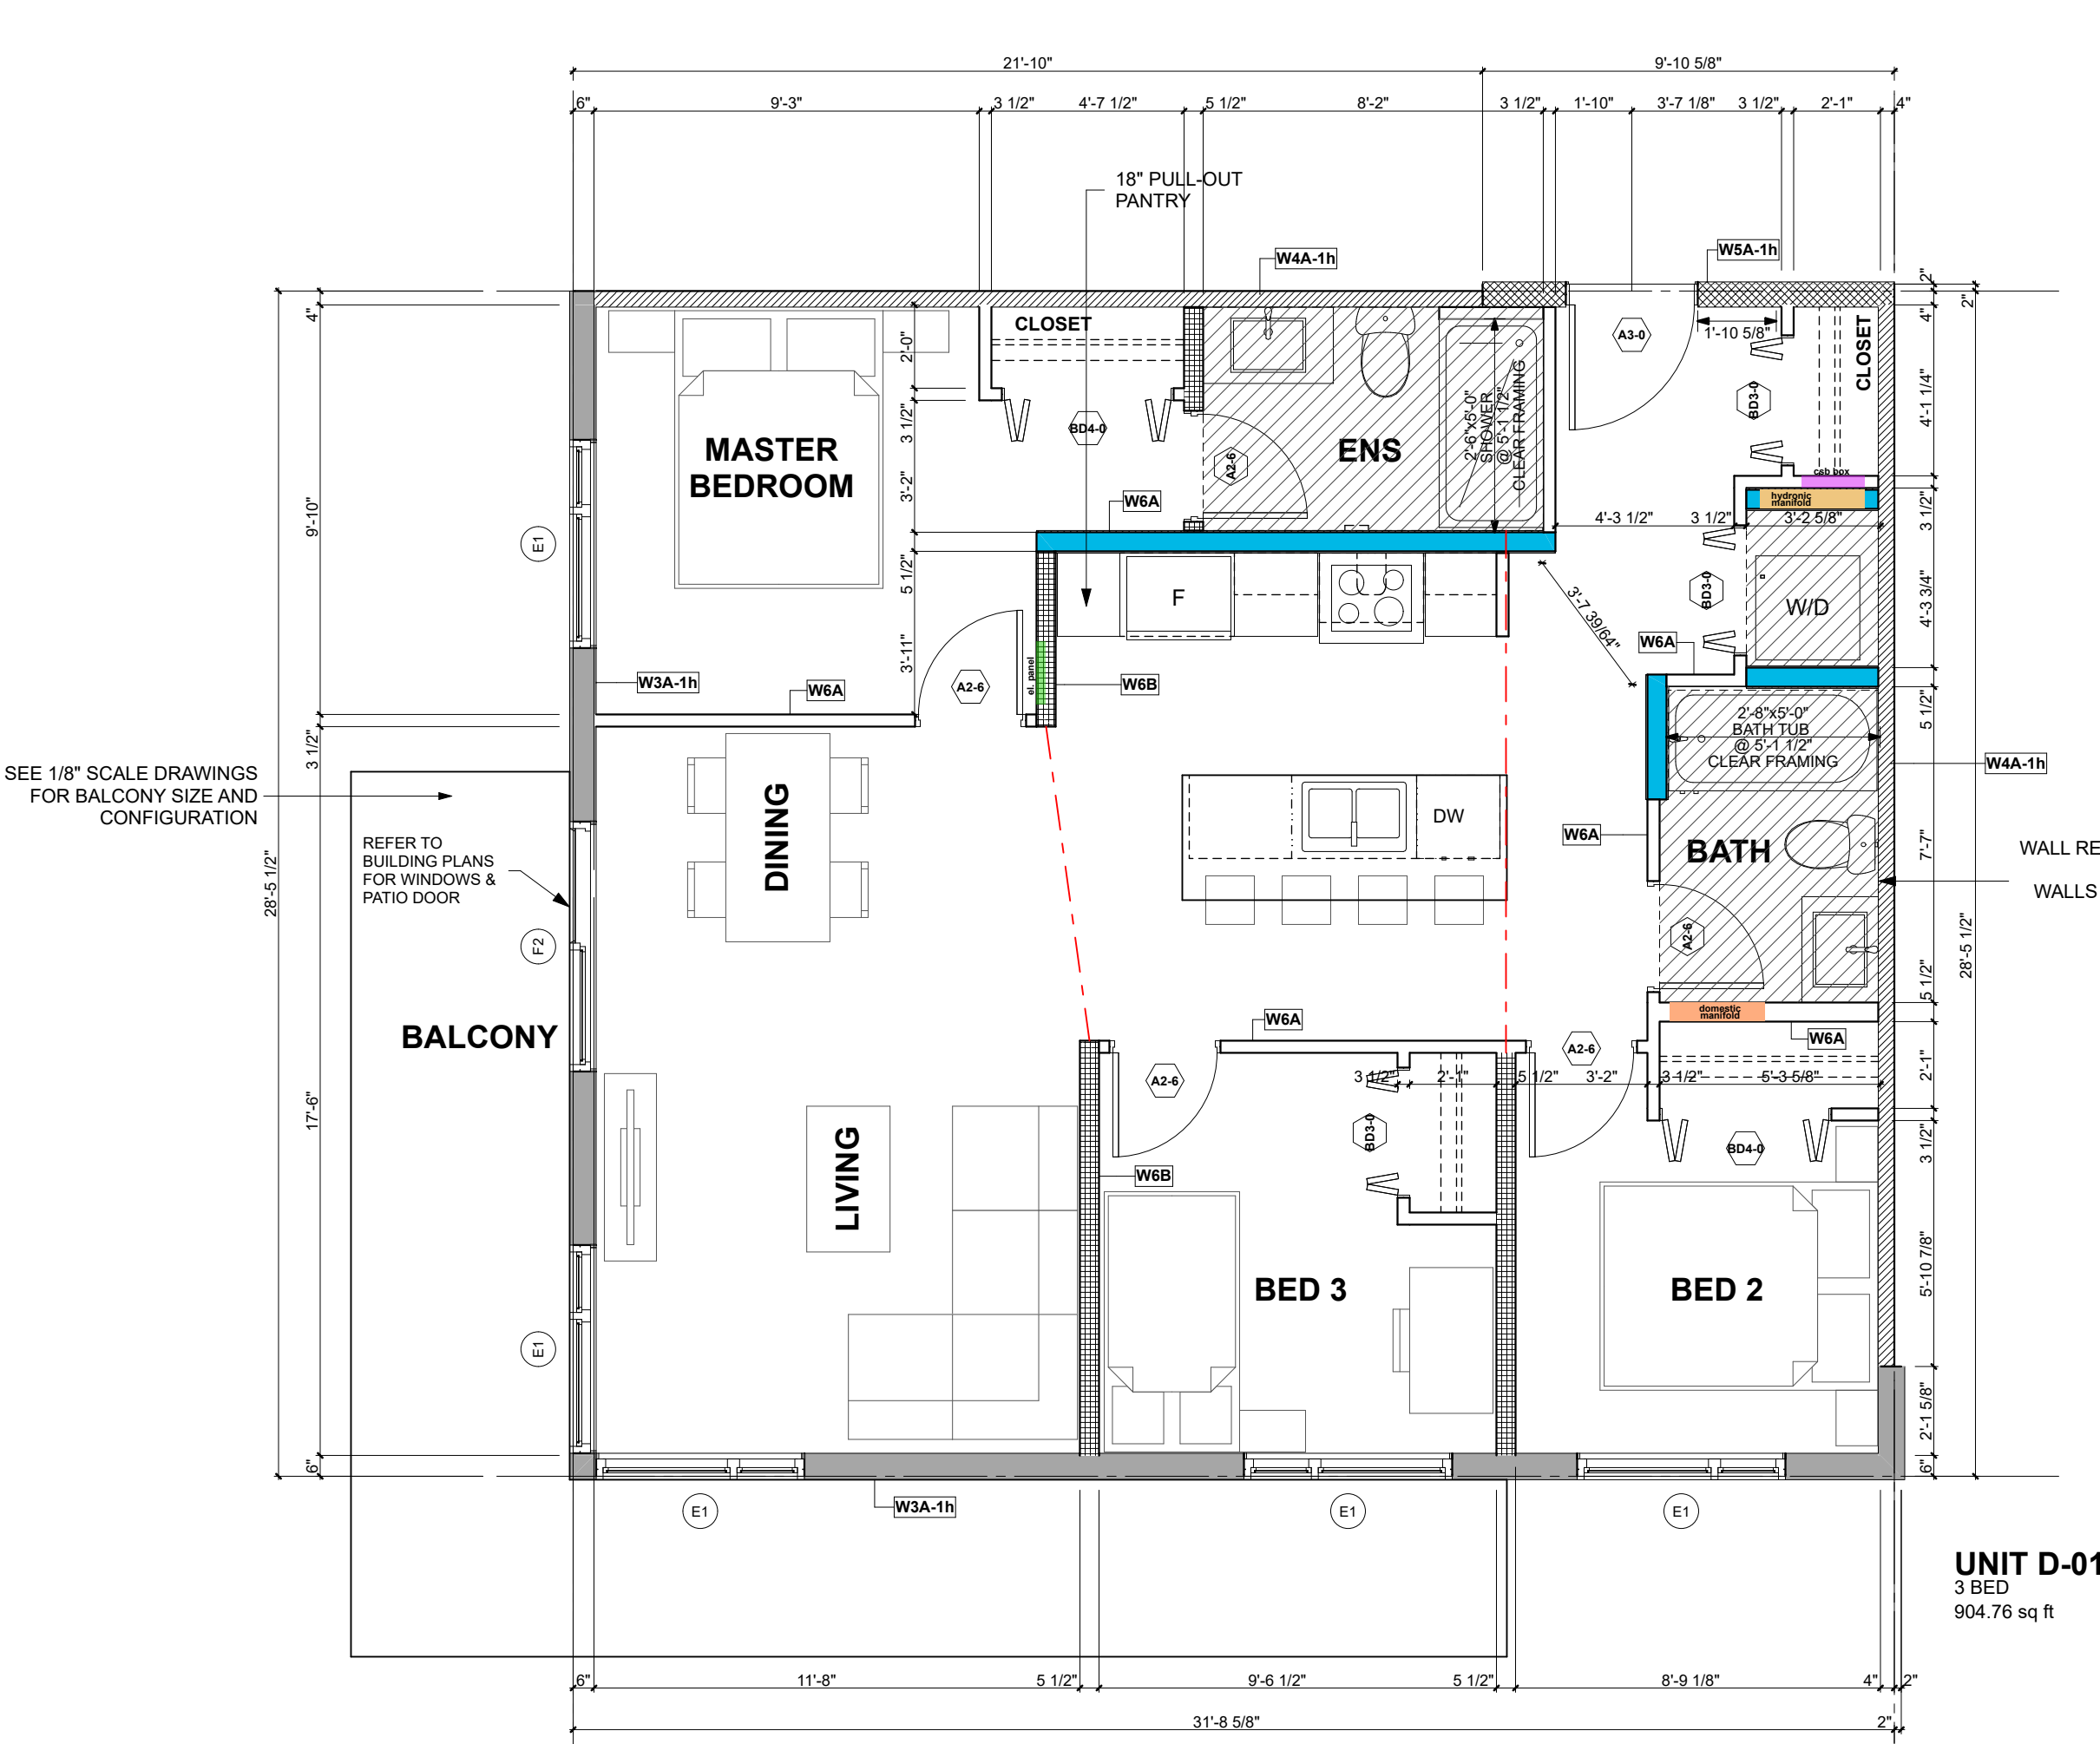 21'-10"
9'-10 5/8"
6"
9'-3"
3 1/2"
4'-7 1/2"
5 1/2"
8'-2"
3 1/2"
1'-10"
3'-7 1/8"
3 1/2"
2'-1"
4"
18" PULL-OUT
PANTRY
W4A-1h
W5A-1h
2"
2"
4"
4"
CLOSET
2'-0"
A3-0
1'-10 5/8"
CLOSET
BD3-0
4'-1 1/4"
3 1/2"
BD4-0
MASTER
BEDROOM
ENS
A2-6
2'-6"x5'-0"
SHOWER
@ 5'-1 1/2"
CLEAR FRAMING
csb box
hydronic
manifold
3'-2"
W6A
9'-10"
E1
4'-3 1/2"
3 1/2"
3'-2 5/8"
3 1/2"
5 1/2"
F
3'-7 39/64"
BD3-0
W/D
4'-3 3/4"
3'-11"
el. panel
W3A-1h
W6A
A2-6
W6B
W6A
3 1/2"
2'-8"x5'-0"
BATH TUB
@ 5'-1 1/2"
CLEAR FRAMING
5 1/2"
W4A-1h
SEE 1/8" SCALE DRAWINGS
FOR BALCONY SIZE AND
CONFIGURATION
REFER TO
BUILDING PLANS
FOR WINDOWS &
PATIO DOOR
28'-5 1/2"
DINING
DW
W6A
BATH
7'-7"
WALL RE
WALLS
F2
A2-6
28'-5 1/2"
BALCONY
5 1/2"
domestic
manifold
W6A
A2-6
W6A
A2-6
3 1/2"
2'-1"
5 1/2"
3'-2"
3 1/2"
5'-3 5/8"
2'-1"
17'-6"
BD3-0
BD4-0
3 1/2"
LIVING
W6B
BED 3
BED 2
5'-10 7/8"
E1
2'-1 5/8"
6"
6"
E1
W3A-1h
E1
E1
UNIT D-01
3 BED
904.76 sq ft
6"
11'-8"
5 1/2"
9'-6 1/2"
5 1/2"
8'-9 1/8"
4"
2"
31'-8 5/8"
2"